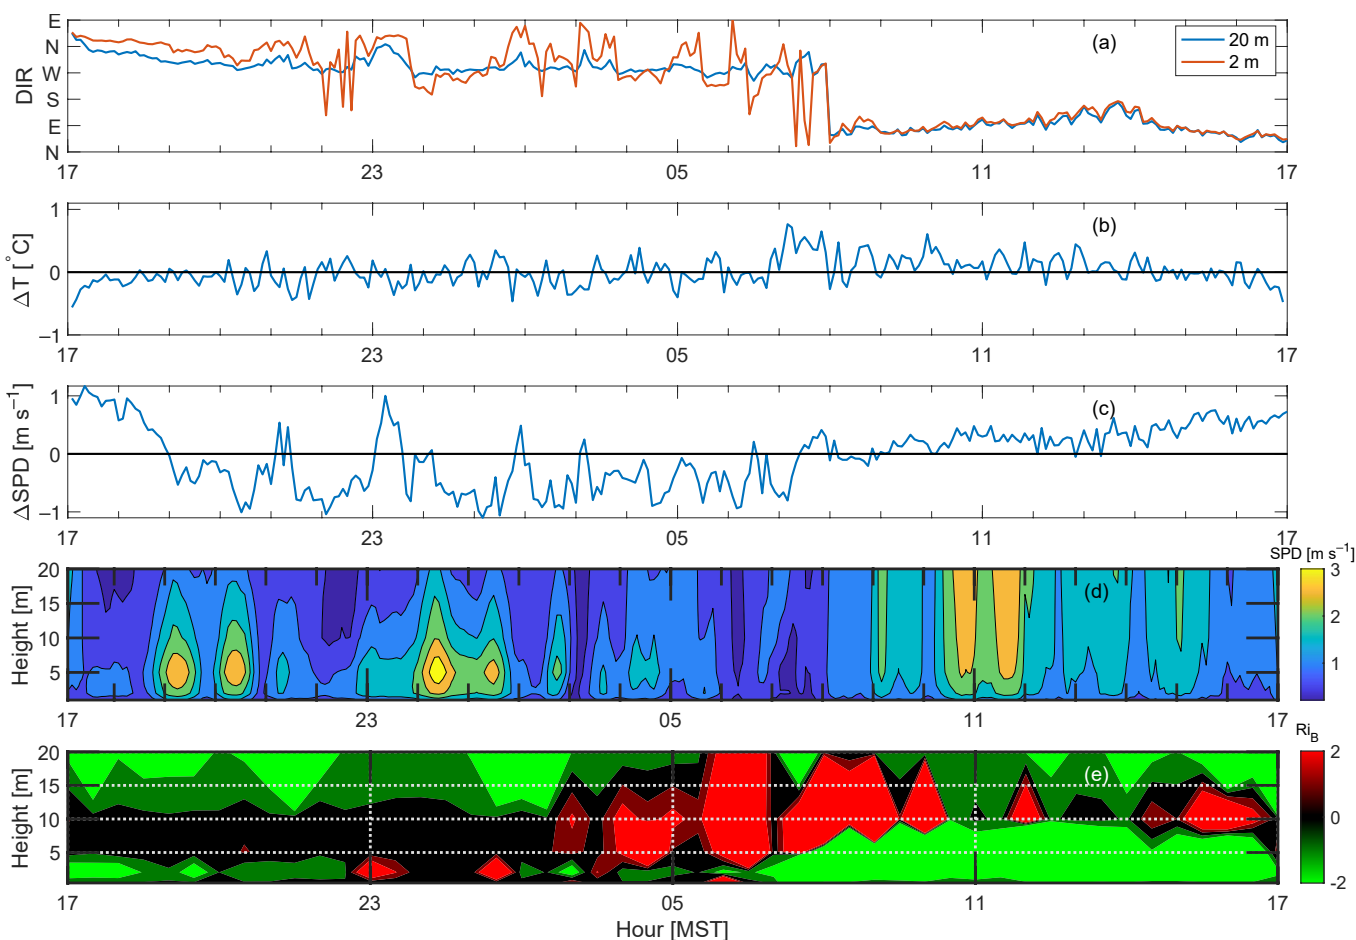 E
N
W
S
E
N
DIR
(a)
20 m
2 m
17 23 05 11 17
1
0
−1
ΔT [°C]
(b)
17 23 05 11 17
1
0
−1
ΔSPD [m s⁻¹]
(c)
17 23 05 11 17
SPD [m s⁻¹]
20
15
10
5
Height [m]
(d)
3
2
1
17 23 05 11 17
Ri_B
20
15
10
5
Height [m]
(e)
2
1
0
-1
-2
17 23 05 11 17
Hour [MST]